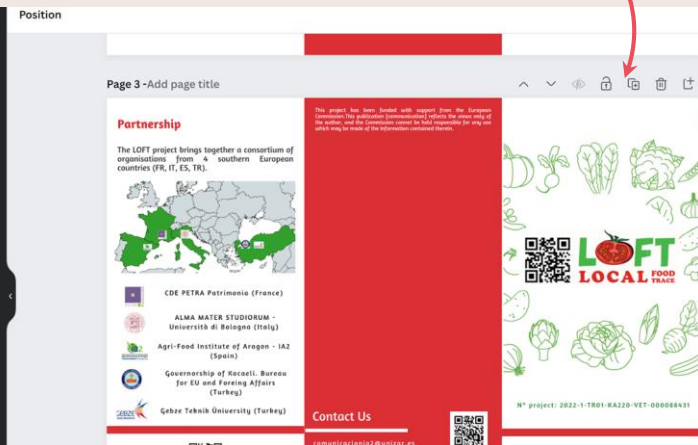 Position
Page 3 -Add page title
Partnership
The LOFT project brings together a consortium of
organisations from 4 southern European
countries (FR, IT, ES, TR).
CDE PETRA Patrimonia (France)
ALMA MATER STUDIORUM -
Università di Bologna (Italy)
Agri-Food Institute of Aragon - IA2
(Spain)
Governorship of Kocaeli. Bureau
for EU and Foreing Affairs
(Turkey)
GEBZE
Gebze Teknik Üniversity (Turkey)
This project has been funded with support from the European
Commission.This publication [communication] reflects the views only of
the author, and the Commission cannot be held responsible for any use
which may be made of the information contained therein.
Contact Us
comunicacionia2@unizar.es
LOFT
LOCAL FOOD
TRACE
N° project: 2022-1-TR01-KA220-VET-000088431